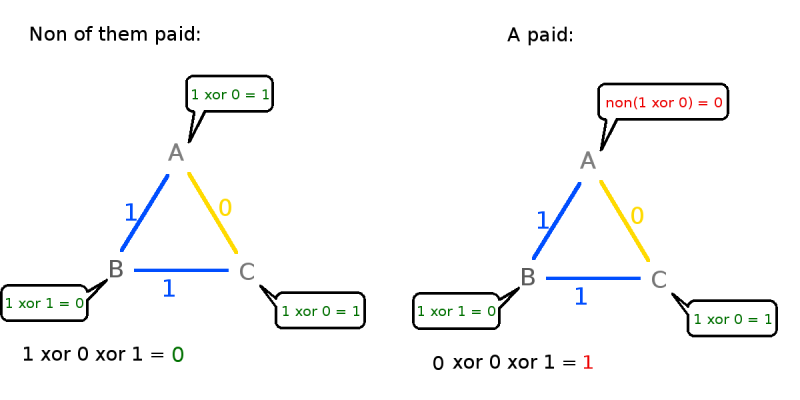 Non of them paid:
1 xor 0 = 1
A
1
0
B
C
1
1 xor 1 = 0
1 xor 0 = 1
1 xor 0 xor 1 = 0
A paid:
non(1 xor 0) = 0
A
1
0
B
C
1
1 xor 1 = 0
1 xor 0 = 1
0 xor 0 xor 1 = 1